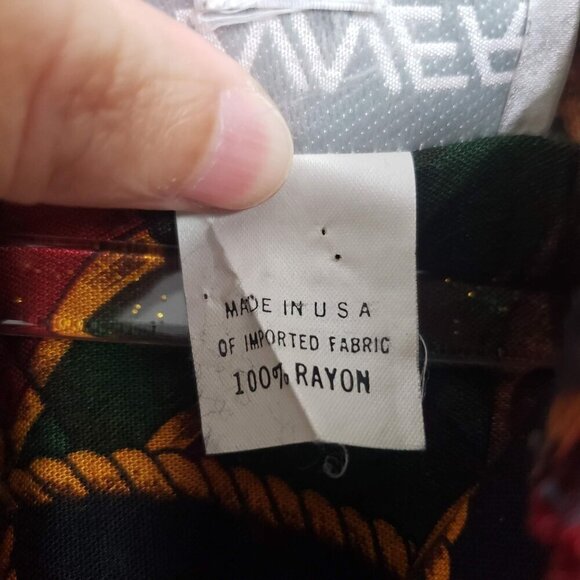 MADE IN U S A
OF IMPORTED FABRIC
100% RAYON